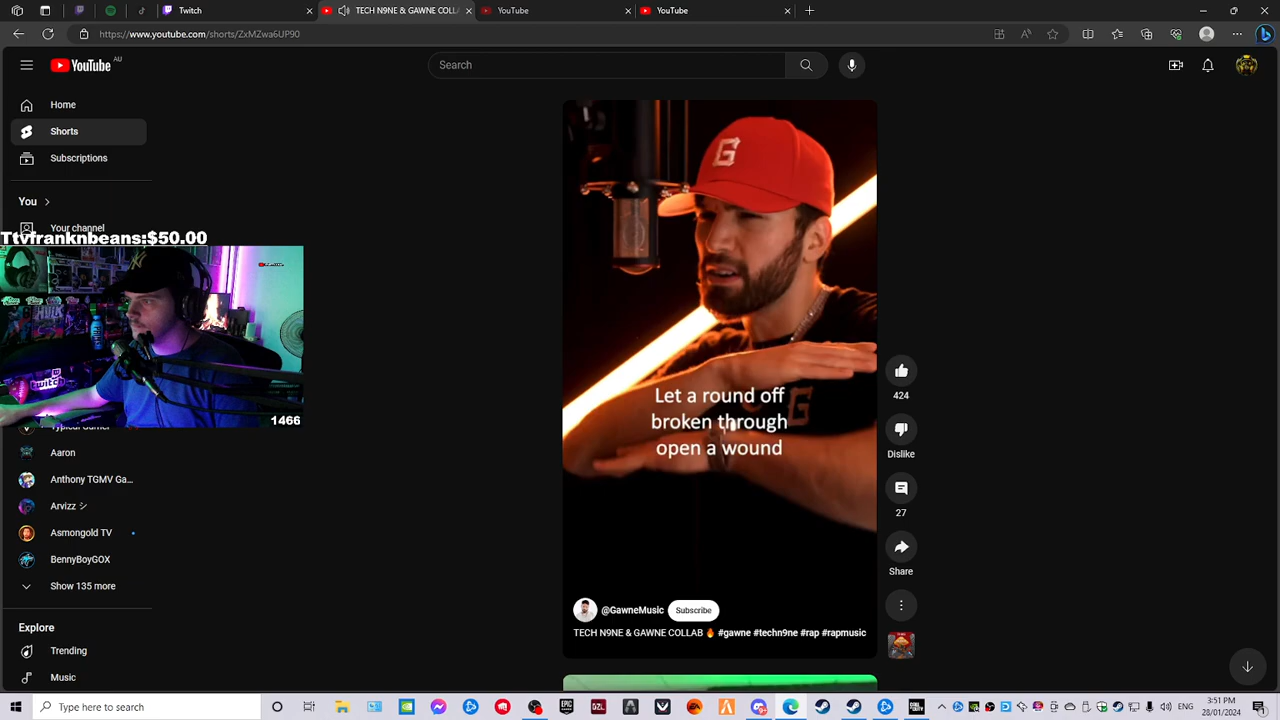 Twitch
TECH N9NE & GAWNE COLLA
YouTube
YouTube
https://www.youtube.com/shorts/ZxMZwa6UP90
YouTube AU
Search
Home
Shorts
Subscriptions
You
Your channel
Ttvfranknbeans:$50.00
1466
Typical Gamer
Aaron
Anthony TGMV Ga...
Arvizz シ
Asmongold TV
BennyBoyGOX
Show 135 more
Explore
Trending
Music
G
Let a round off
broken through
open a wound
424
Dislike
27
Share
@GawneMusic
Subscribe
TECH N9NE & GAWNE COLLAB 🔥 #gawne #techn9ne #rap #rapmusic
Type here to search
ENG
3:51 PM
28/01/2024